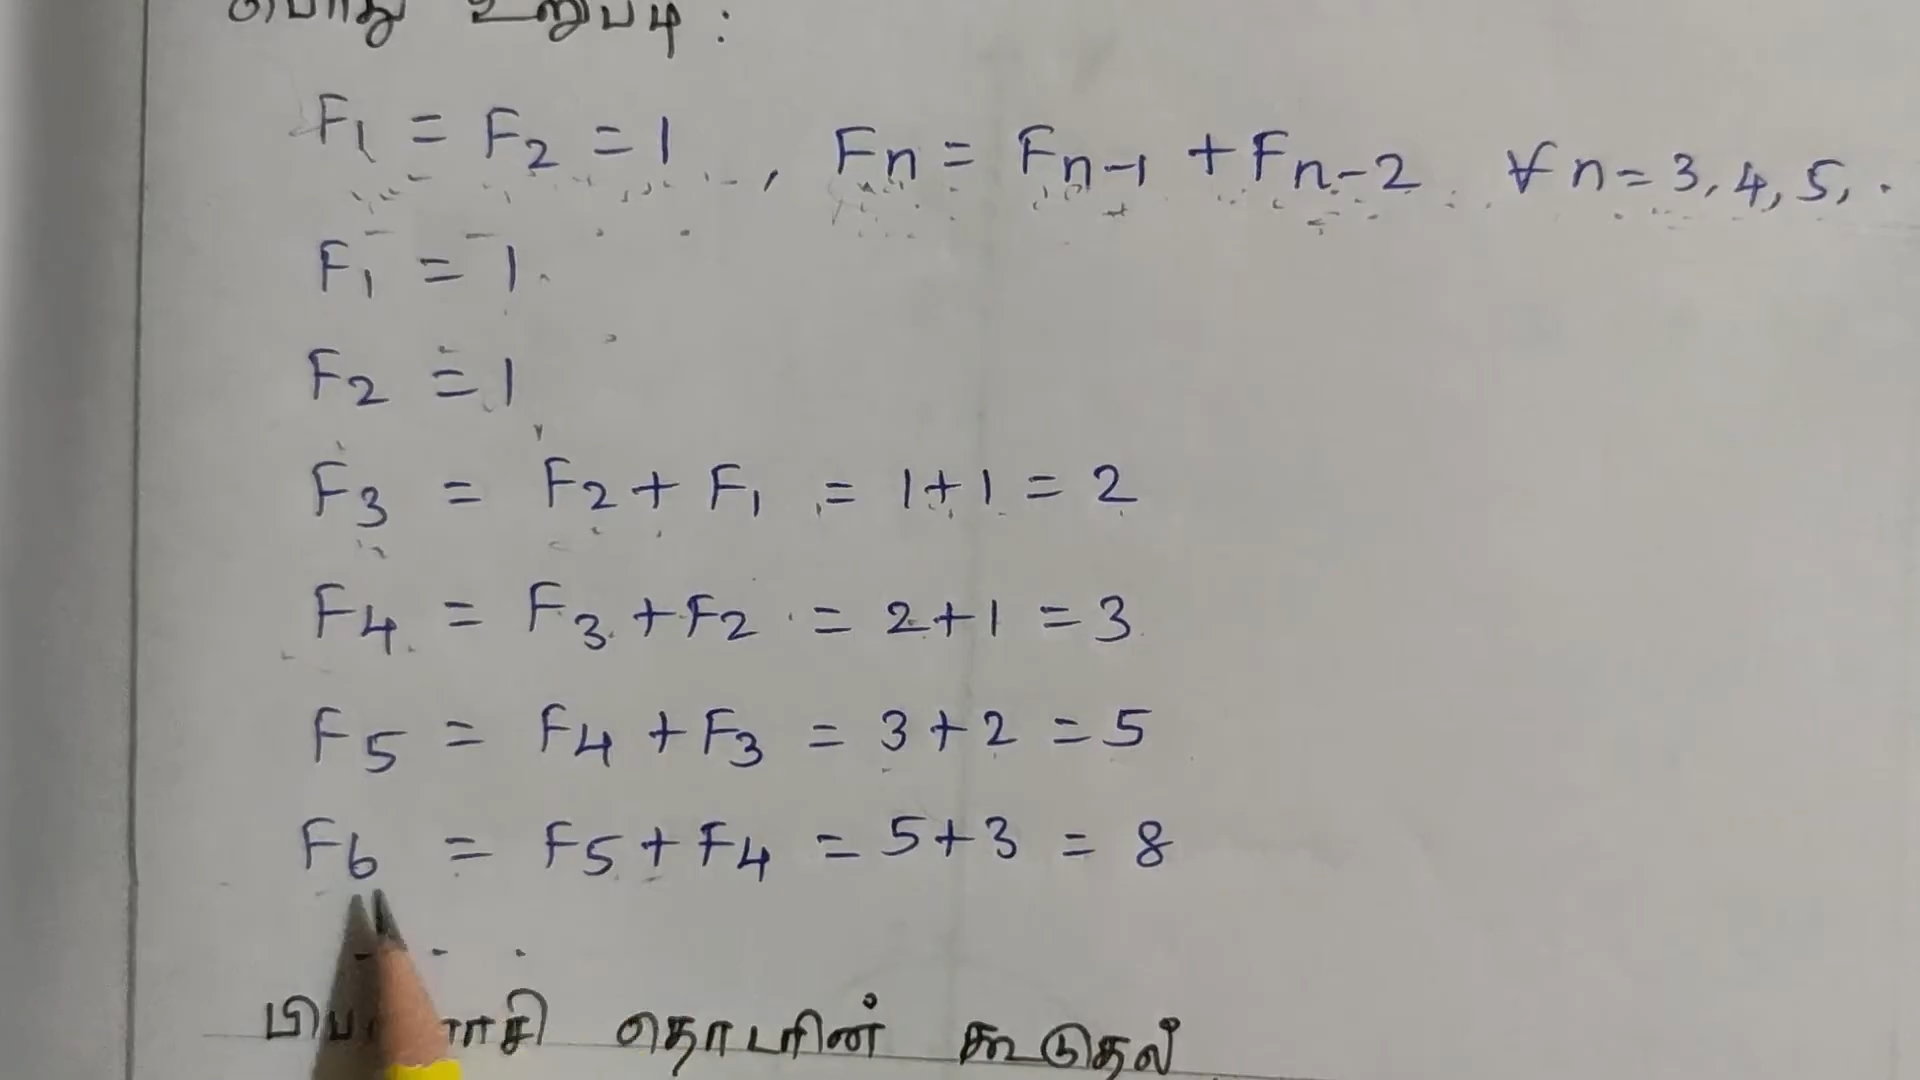 பொது உறுப்படி :
F₁ = F₂ = 1 , Fn = Fn-1 + Fn-2 ∀ n = 3, 4, 5, .
F₁ = 1
F₂ = 1
F₃ = F₂ + F₁ = 1+1 = 2
F₄ = F₃ + F₂ = 2+1 = 3
F₅ = F₄ + F₃ = 3+2 = 5
F₆ = F₅ + F₄ = 5+3 = 8
. . .
தொடரின் கூடுதல்